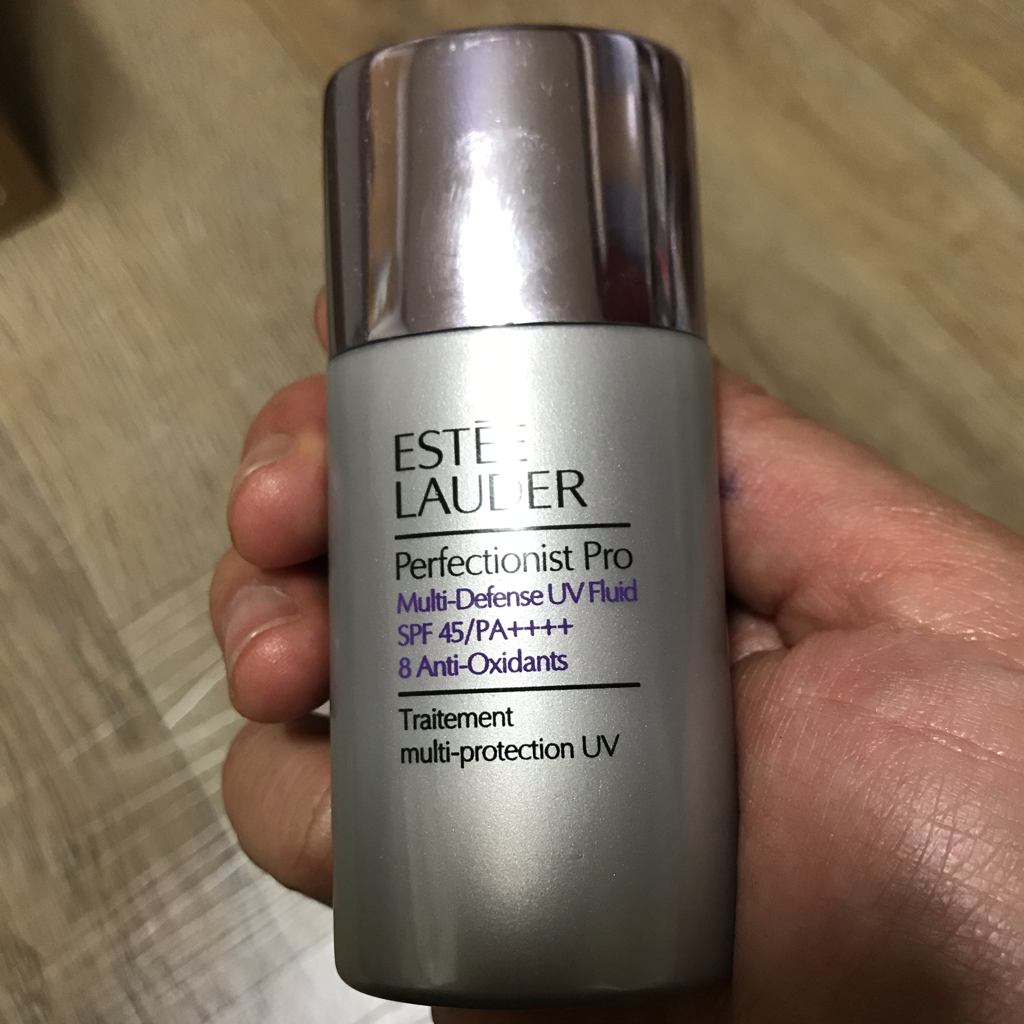 ESTĒE
LAUDER
Perfectionist Pro
Multi-Defense UV Fluid
SPF 45/PA++++
8 Anti-Oxidants
Traitement
multi-protection UV